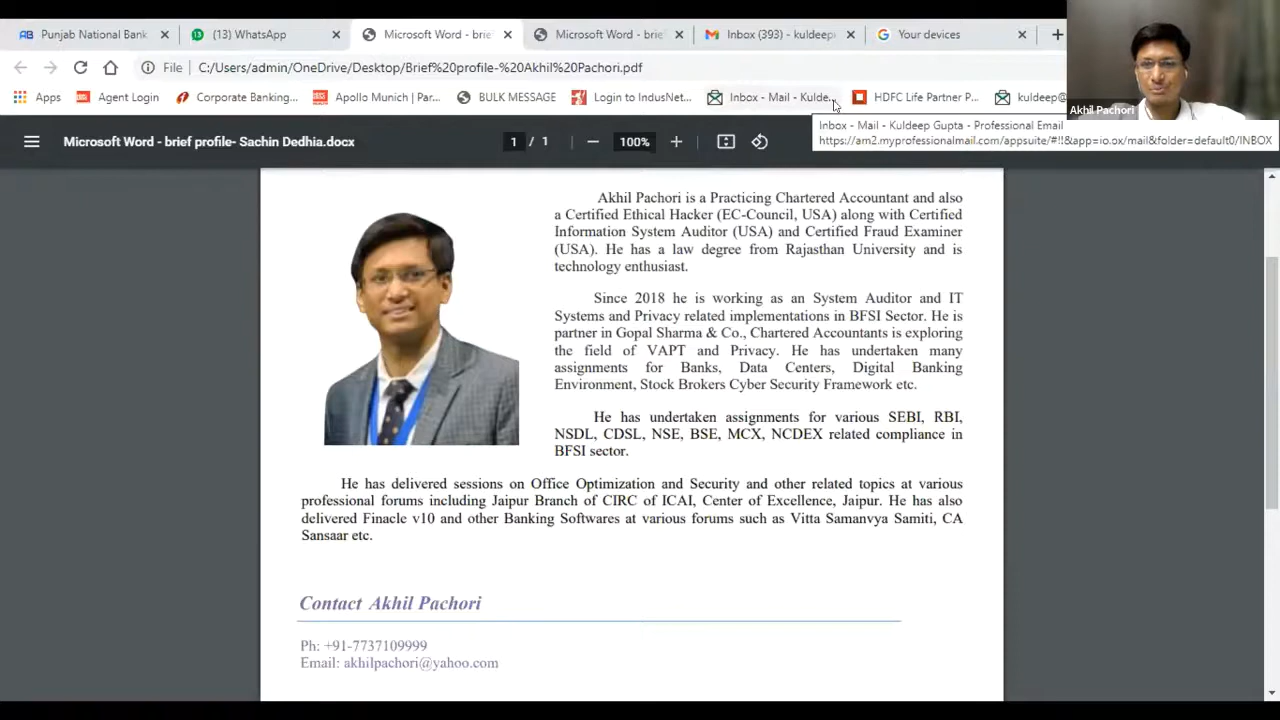 Punjab National Bank
(13) WhatsApp
Microsoft Word - brie
Microsoft Word - brie
Inbox (393) - kuldeep
Your devices
File C:/Users/admin/OneDrive/Desktop/Brief%20profile-%20Akhil%20Pachori.pdf
Apps
Agent Login
Corporate Banking...
Apollo Munich | Par...
BULK MESSAGE
Login to IndusNet...
Inbox - Mail - Kulde...
HDFC Life Partner P...
kuldeep@
Akhil Pachori
Inbox - Mail - Kuldeep Gupta - Professional Email
https://am2.myprofessionalmail.com/appsuite/#!!&app=io.ox/mail&folder=default0/INBOX
Microsoft Word - brief profile- Sachin Dedhia.docx
1 / 1
100%
Akhil Pachori is a Practicing Chartered Accountant and also
a Certified Ethical Hacker (EC-Council, USA) along with Certified
Information System Auditor (USA) and Certified Fraud Examiner
(USA). He has a law degree from Rajasthan University and is
technology enthusiast.
Since 2018 he is working as an System Auditor and IT
Systems and Privacy related implementations in BFSI Sector. He is
partner in Gopal Sharma & Co., Chartered Accountants is exploring
the field of VAPT and Privacy. He has undertaken many
assignments for Banks, Data Centers, Digital Banking
Environment, Stock Brokers Cyber Security Framework etc.
He has undertaken assignments for various SEBI, RBI,
NSDL, CDSL, NSE, BSE, MCX, NCDEX related compliance in
BFSI sector.
He has delivered sessions on Office Optimization and Security and other related topics at various
professional forums including Jaipur Branch of CIRC of ICAI, Center of Excellence, Jaipur. He has also
delivered Finacle v10 and other Banking Softwares at various forums such as Vitta Samanvya Samiti, CA
Sansaar etc.
Contact Akhil Pachori
Ph: +91-7737109999
Email: akhilpachori@yahoo.com